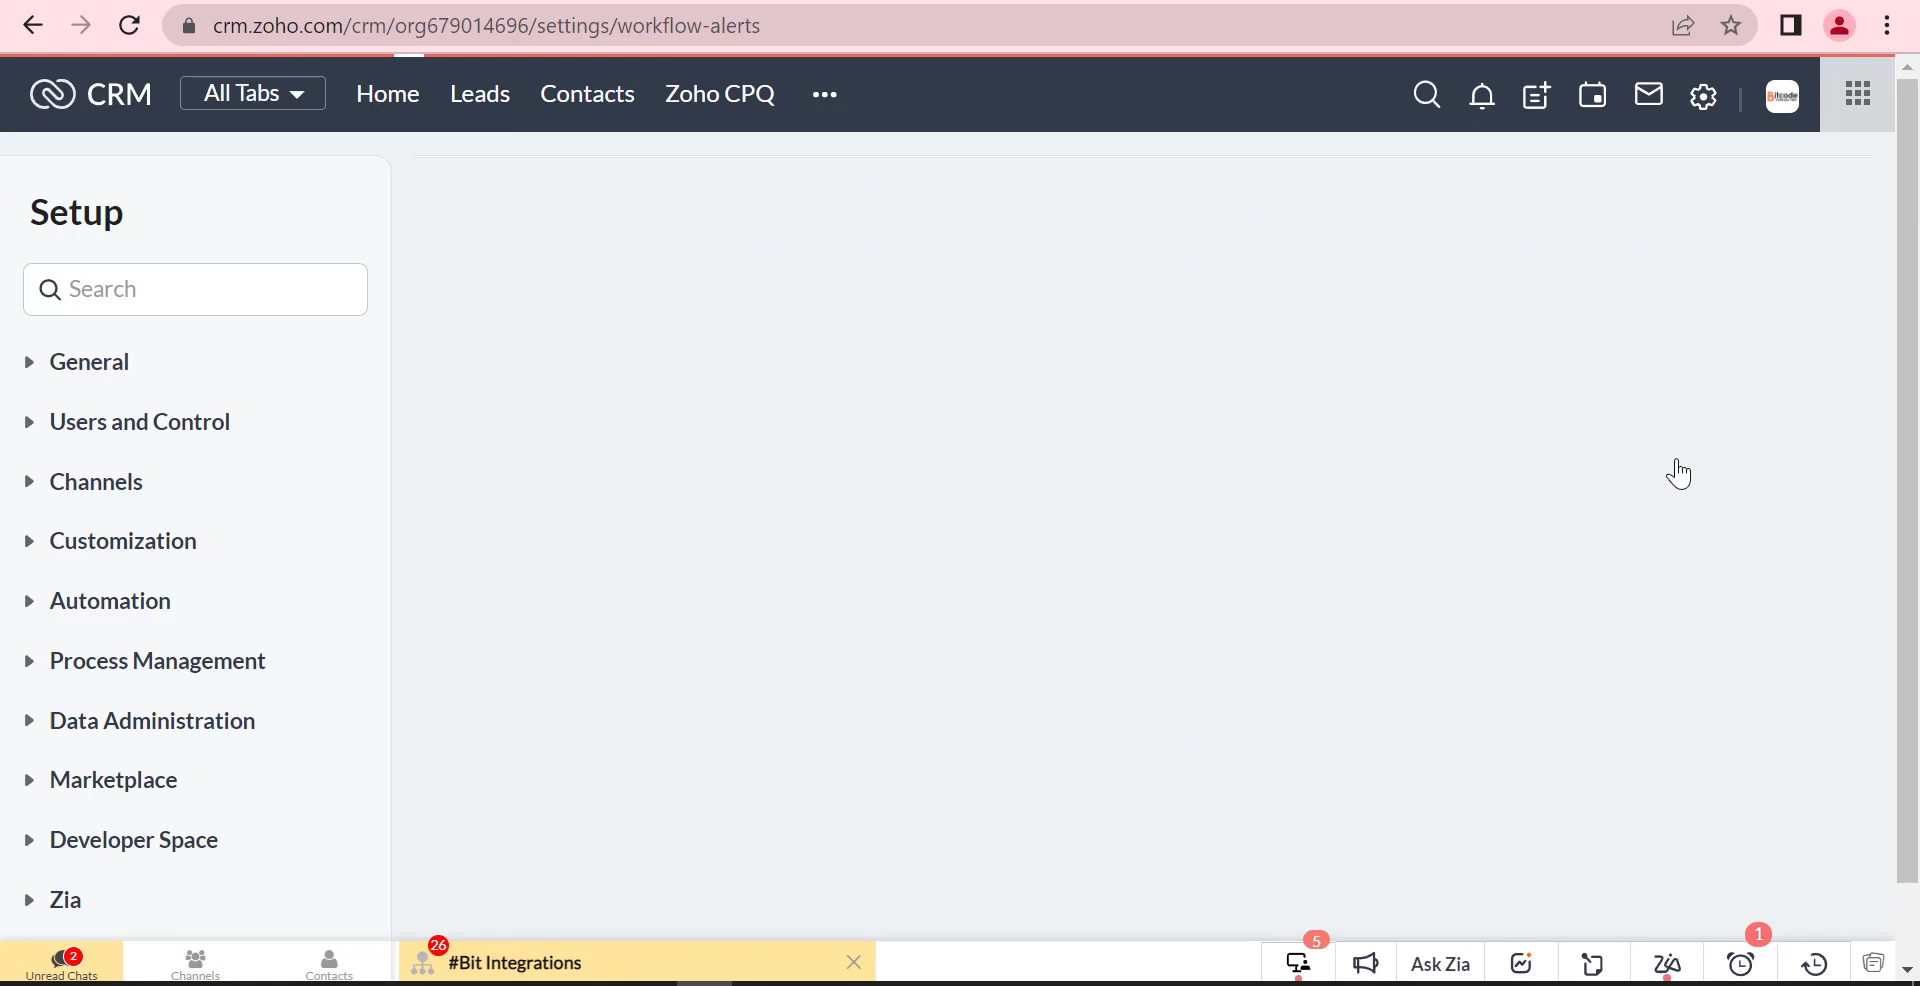 crm.zoho.com/crm/org679014696/settings/workflow-alerts
CRM All Tabs Home Leads Contacts Zoho CPQ ••• Bitcode
Setup
Search
General
Users and Control
Channels
Customization
Automation
Process Management
Data Administration
Marketplace
Developer Space
Zia
2 Unread Chats Channels Contacts 26 #Bit Integrations 5 Ask Zia 1